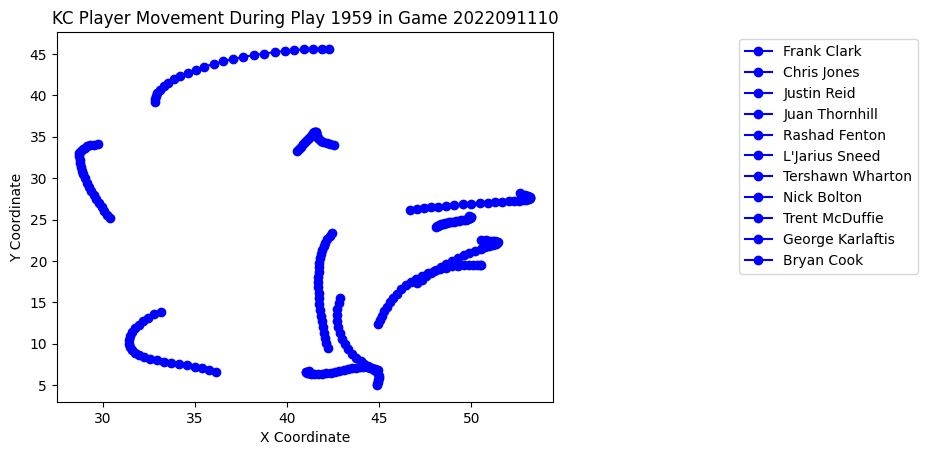 KC Player Movement During Play 1959 in Game 2022091110
45
40
35
30
25
20
15
10
5
Y Coordinate
30 35 40 45 50
X Coordinate
Frank Clark
Chris Jones
Justin Reid
Juan Thornhill
Rashad Fenton
L'Jarius Sneed
Tershawn Wharton
Nick Bolton
Trent McDuffie
George Karlaftis
Bryan Cook